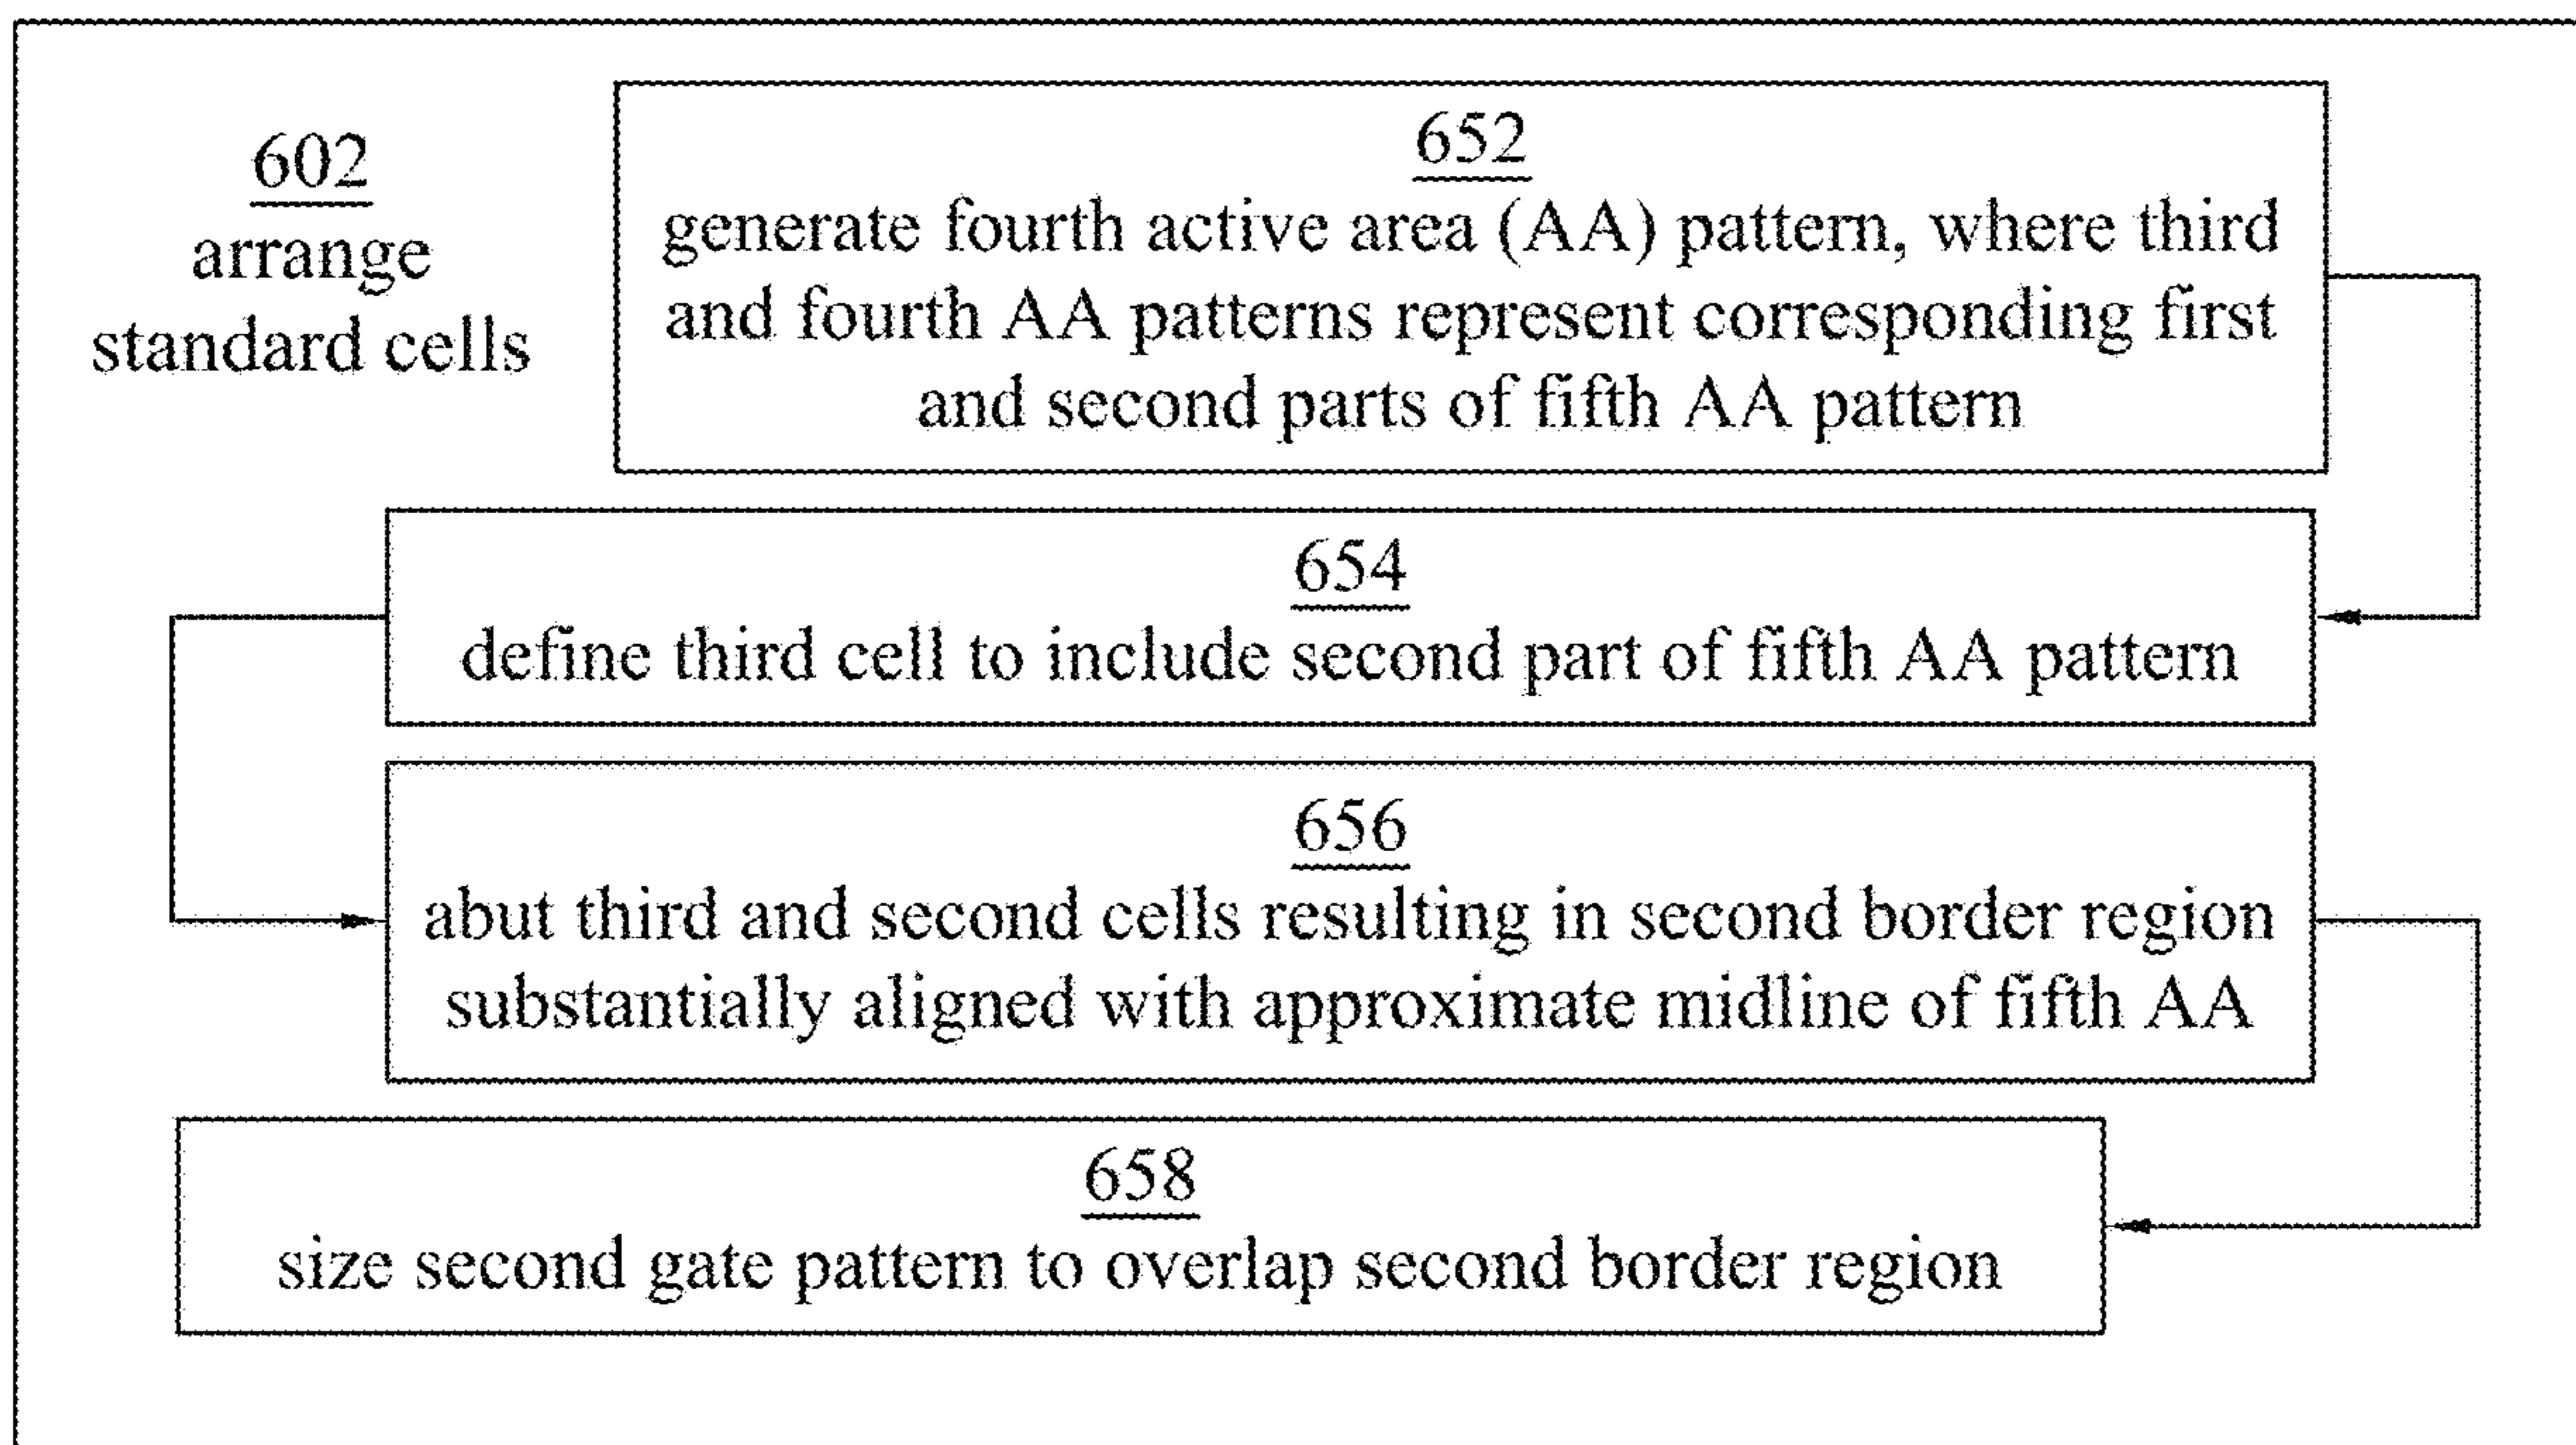 602
arrange
standard cells
652
generate fourth active area (AA) pattern, where third
and fourth AA patterns represent corresponding first
and second parts of fifth AA pattern
654
define third cell to include second part of fifth AA pattern
656
abut third and second cells resulting in second border region
substantially aligned with approximate midline of fifth AA
658
size second gate pattern to overlap second border region